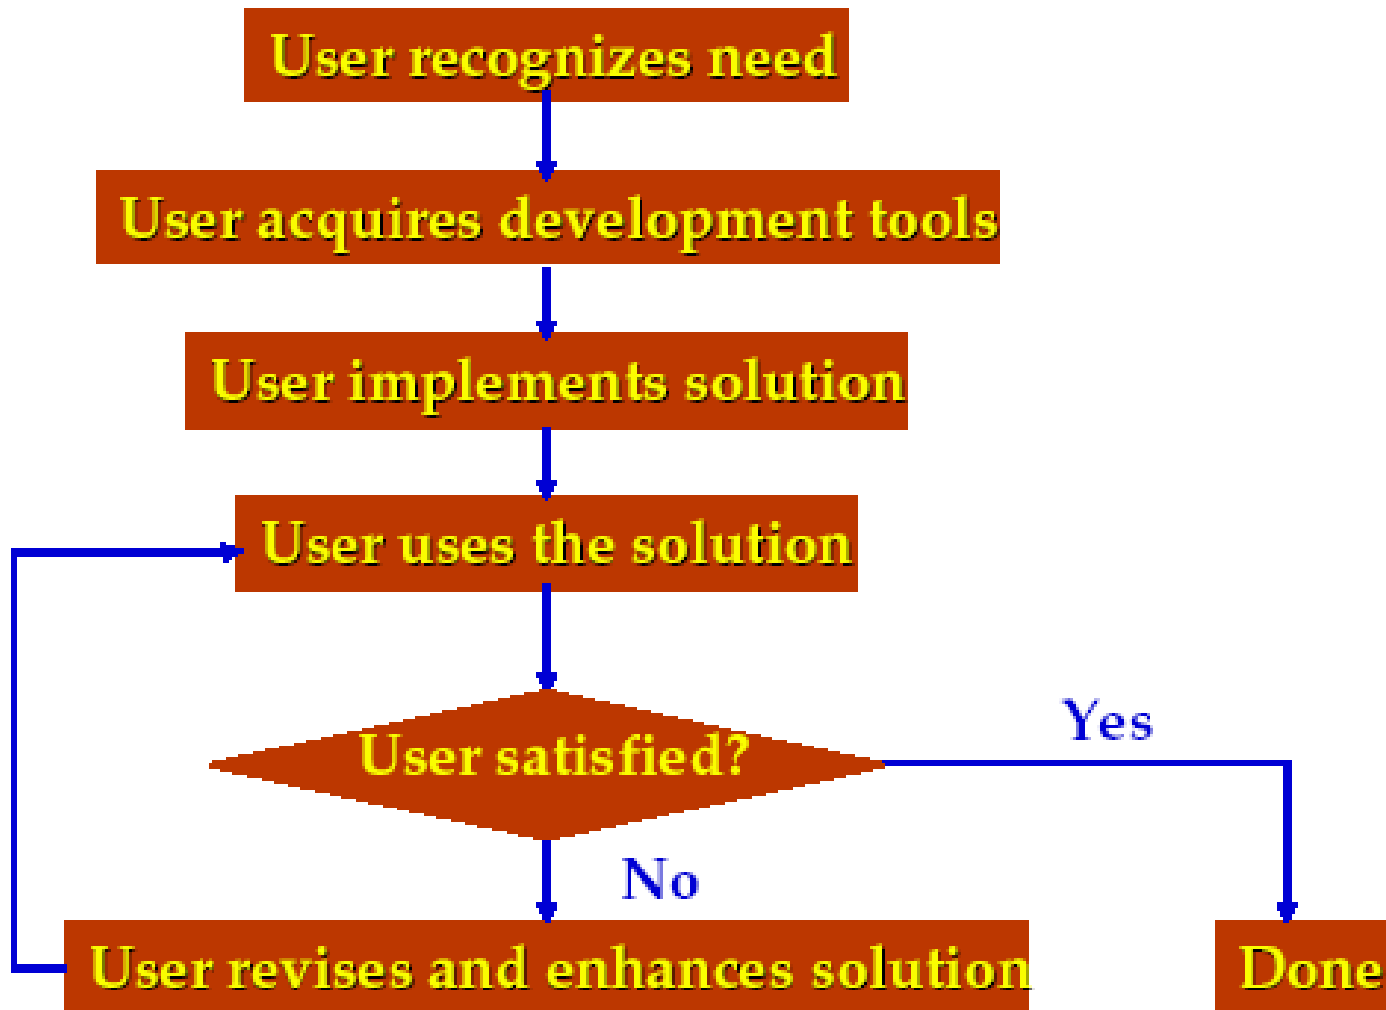 User recognizes need
User acquires development tools
User implements solution
User uses the solution
User satisfied?
Yes
No
User revises and enhances solution
Done